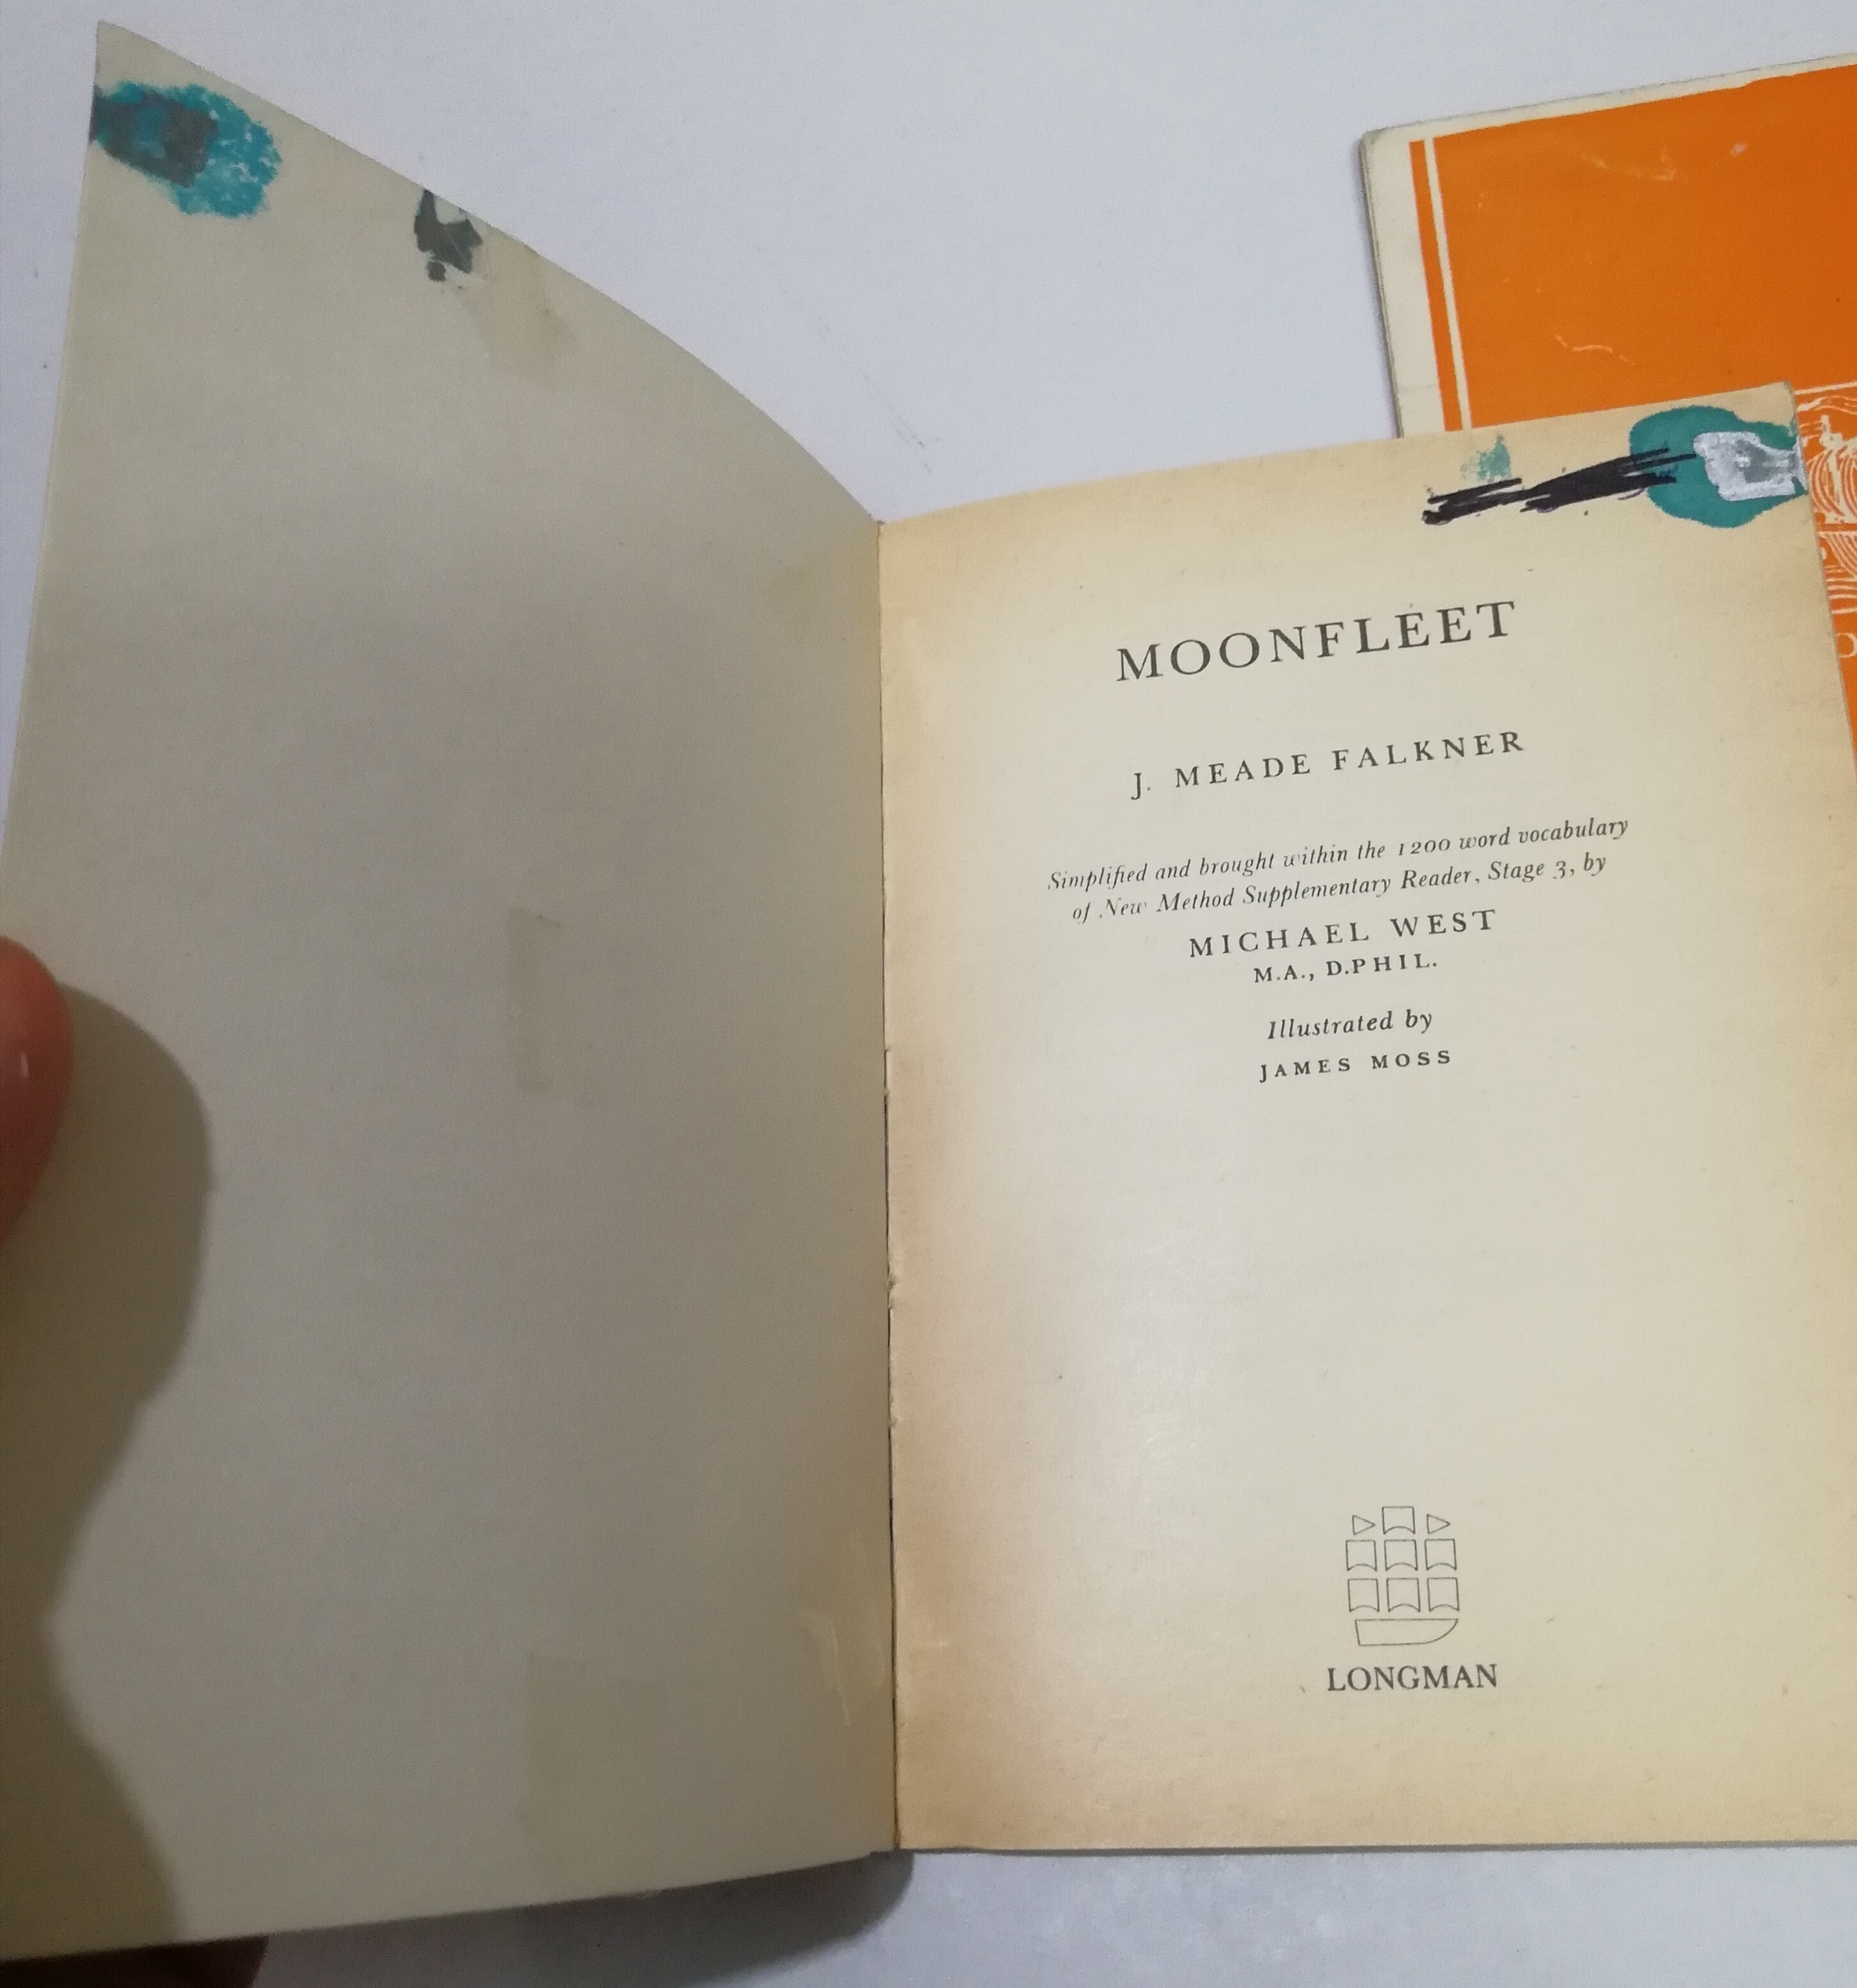 MOONFLEET
J. MEADE FALKNER
Simplified and brought within the 1200 word vocabulary
of New Method Supplementary Reader, Stage 3, by
MICHAEL WEST
M.A., D.PHIL.
Illustrated by
JAMES MOSS
LONGMAN